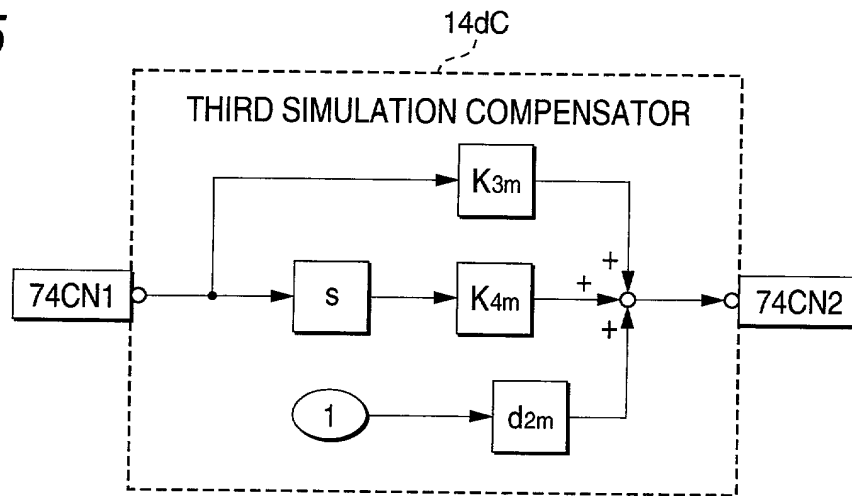 5
14dC
THIRD SIMULATION COMPENSATOR
K3m
+
74CN1
s
K4m
+
74CN2
+
1
d2m